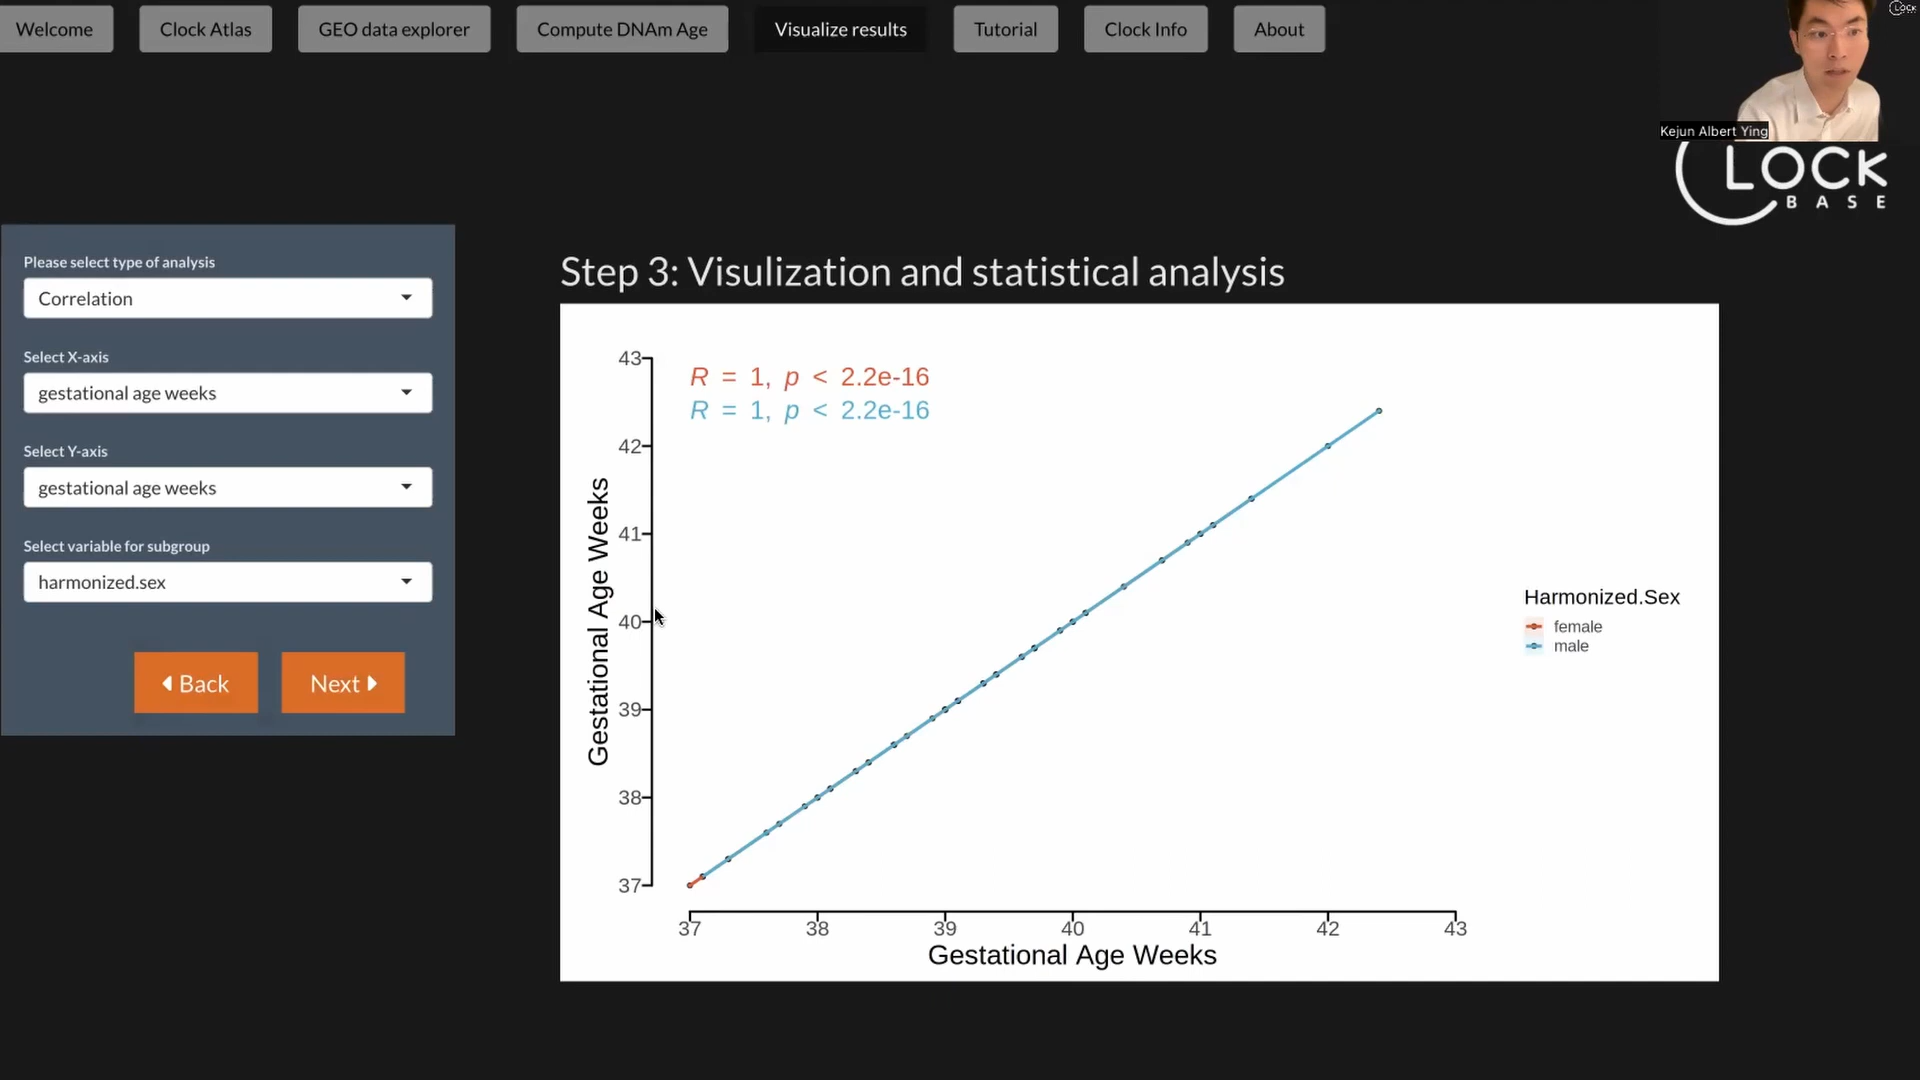 Welcome
Clock Atlas
GEO data explorer
Compute DNAm Age
Visualize results
Tutorial
Clock Info
About
CLOCK
Kejun Albert Ying
CLOCK
BASE
Please select type of analysis
Correlation
Select X-axis
gestational age weeks
Select Y-axis
gestational age weeks
Select variable for subgroup
harmonized.sex
Back
Next
Step 3: Visulization and statistical analysis
R = 1, p < 2.2e-16
R = 1, p < 2.2e-16
43
42
41
40
39
38
37
Gestational Age Weeks
37 38 39 40 41 42 43
Gestational Age Weeks
Harmonized.Sex
female
male